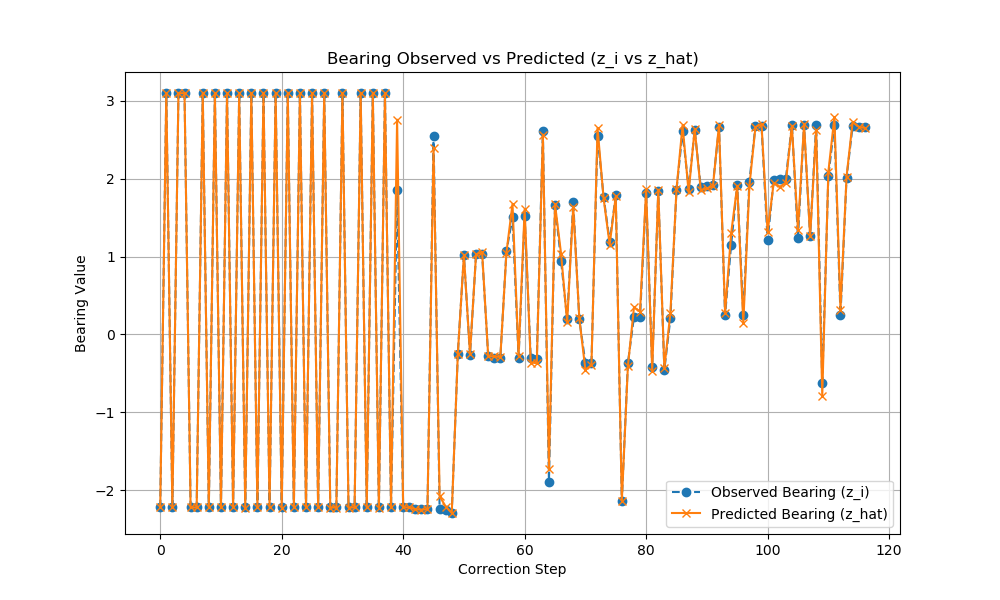 Bearing Observed vs Predicted (z_i vs z_hat)
Bearing Value
3
2
1
0
−1
−2
0 20 40 60 80 100 120
Correction Step
Observed Bearing (z_i)
Predicted Bearing (z_hat)